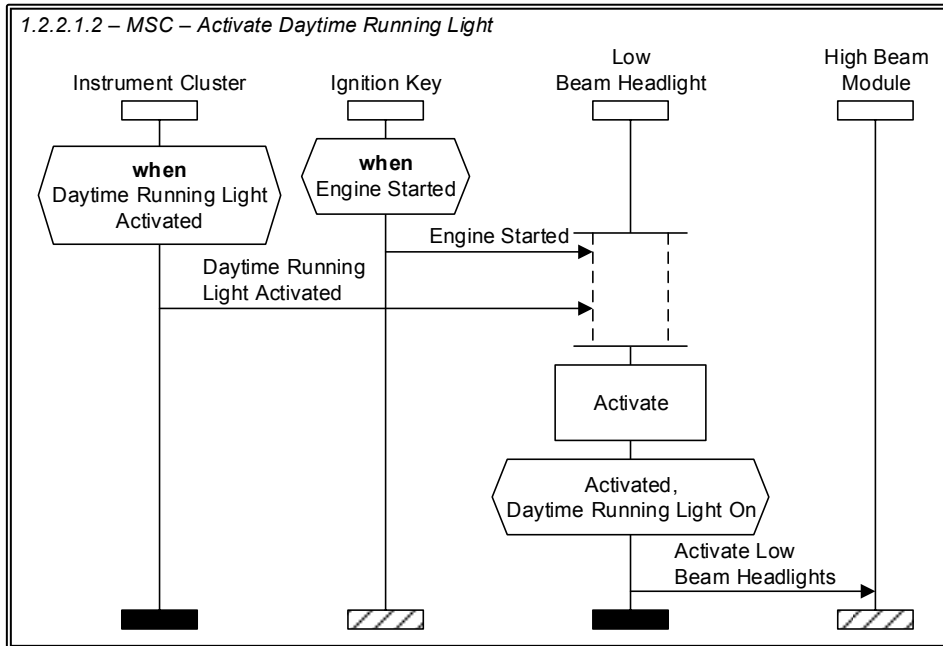 1.2.2.1.2 – MSC – Activate Daytime Running Light
Instrument Cluster
Ignition Key
Low
Beam Headlight
High Beam
Module
when
Daytime Running Light
Activated
when
Engine Started
Engine Started
Daytime Running
Light Activated
Activate
Activated,
Daytime Running Light On
Activate Low
Beam Headlights